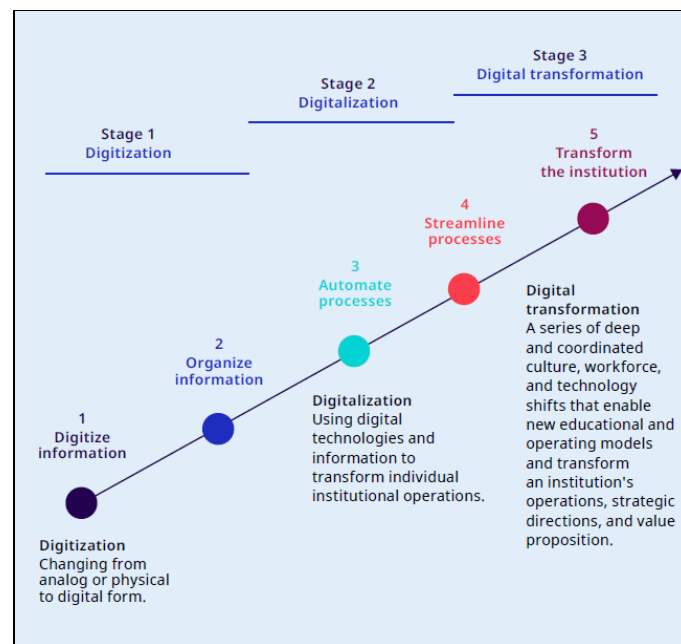 Stage 1
Digitization
Stage 2
Digitalization
Stage 3
Digital transformation
1
Digitize
information
2
Organize
information
3
Automate
processes
4
Streamline
processes
5
Transform
the institution
Digitization
Changing from
analog or physical
to digital form.
Digitalization
Using digital
technologies and
information to
transform individual
institutional operations.
Digital
transformation
A series of deep
and coordinated
culture, workforce,
and technology
shifts that enable
new educational and
operating models
and transform
an institution's
operations, strategic
directions, and value
proposition.